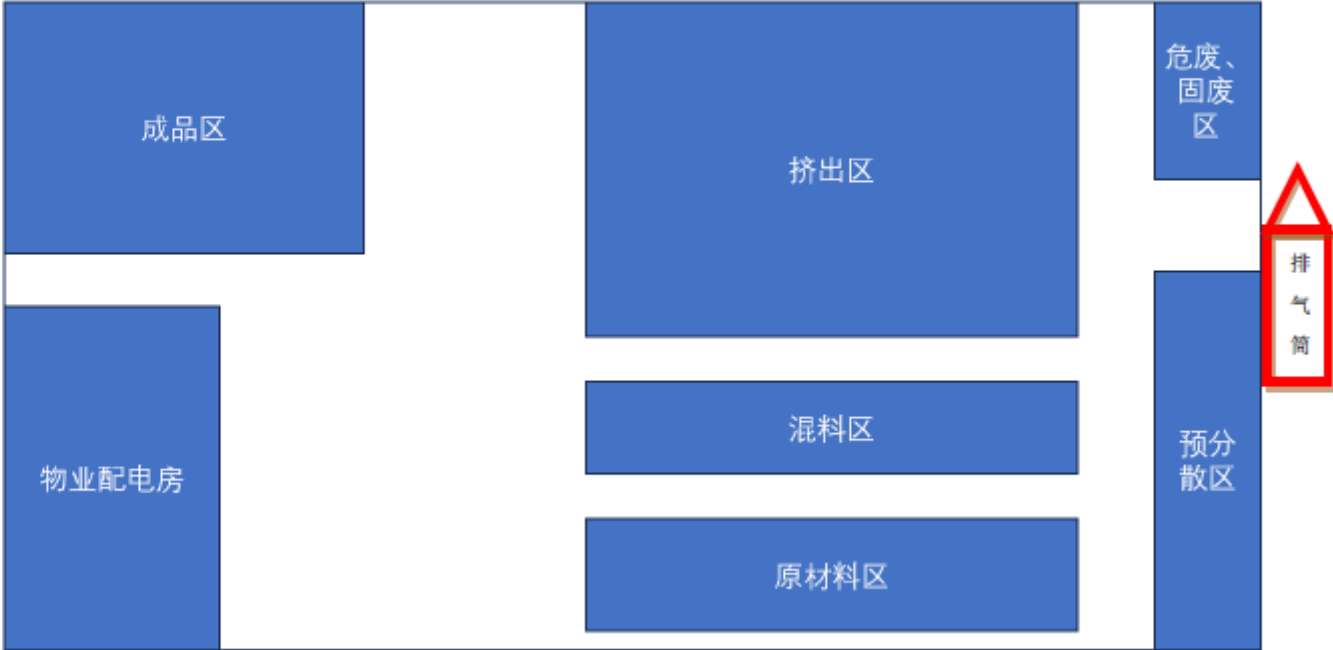 成品区
挤出区
危废、
固废
区
排
气
筒
混料区
预分
散区
物业配电房
原材料区